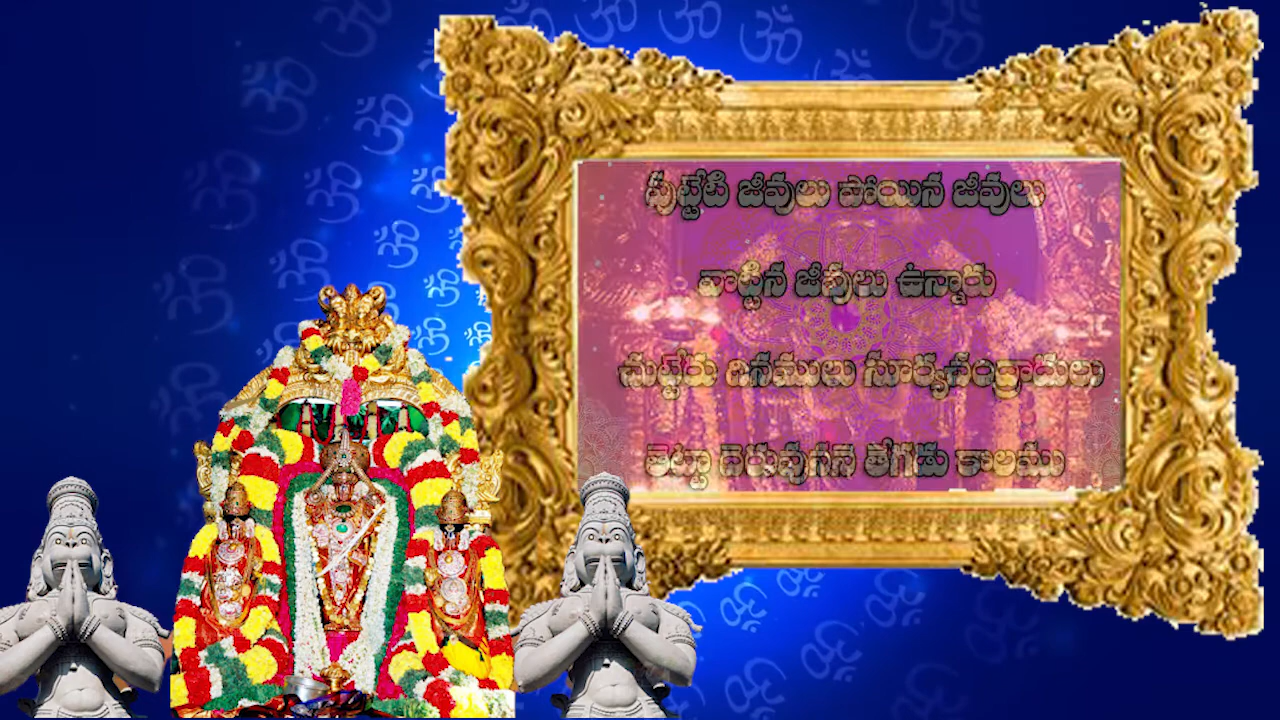 పుట్టేటి జీవులు పోయిన జీవులు
నొట్టిన జీవులు ఉన్నారు
చుట్టేరు దినములు సూర్యచంద్రాదులు
కాలము